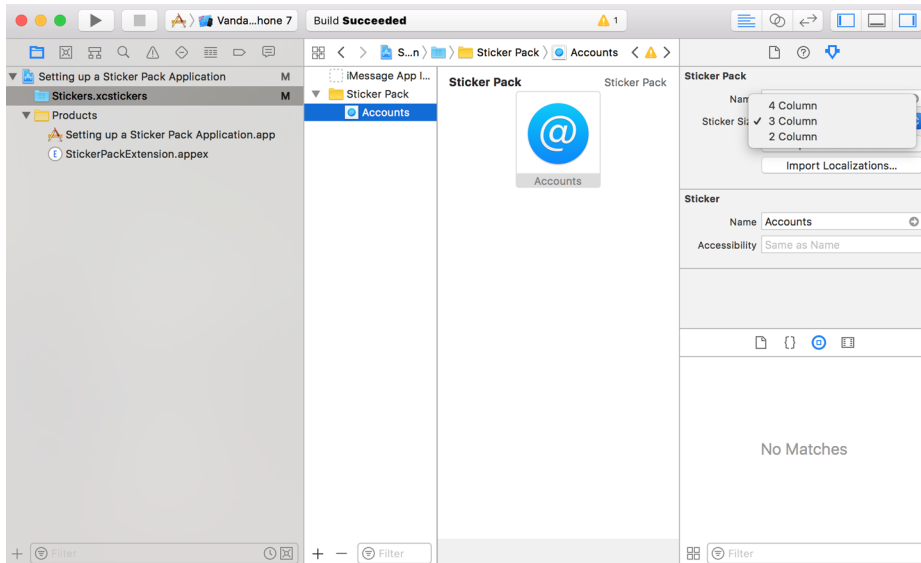 Vanda...hone 7
Build Succeeded
1
S...n
Sticker Pack
Accounts
Setting up a Sticker Pack Application
M
Stickers.xcstickers
M
Products
Setting up a Sticker Pack Application.app
E
StickerPackExtension.appex
Filter
iMessage App I...
Sticker Pack
Accounts
Filter
Sticker Pack
Sticker Pack
@
Accounts
Sticker Pack
Sticker Siz
4 Column
✓ 3 Column
2 Column
Import Localizations...
Sticker
Name
Accounts
Accessibility
Same as Name
{}
No Matches
Filter